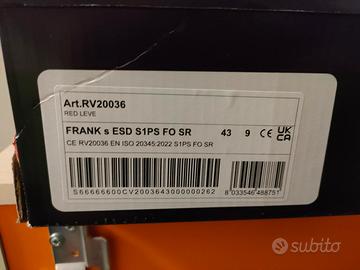 Art.RV20036
RED LEVE
FRANK s ESD S1PS FO SR 43 9 CE UK CA
CE RV20036 EN ISO 20345:2022 S1PS FO SR
S66666600CV2003643000000262
8 033546 488751
subito